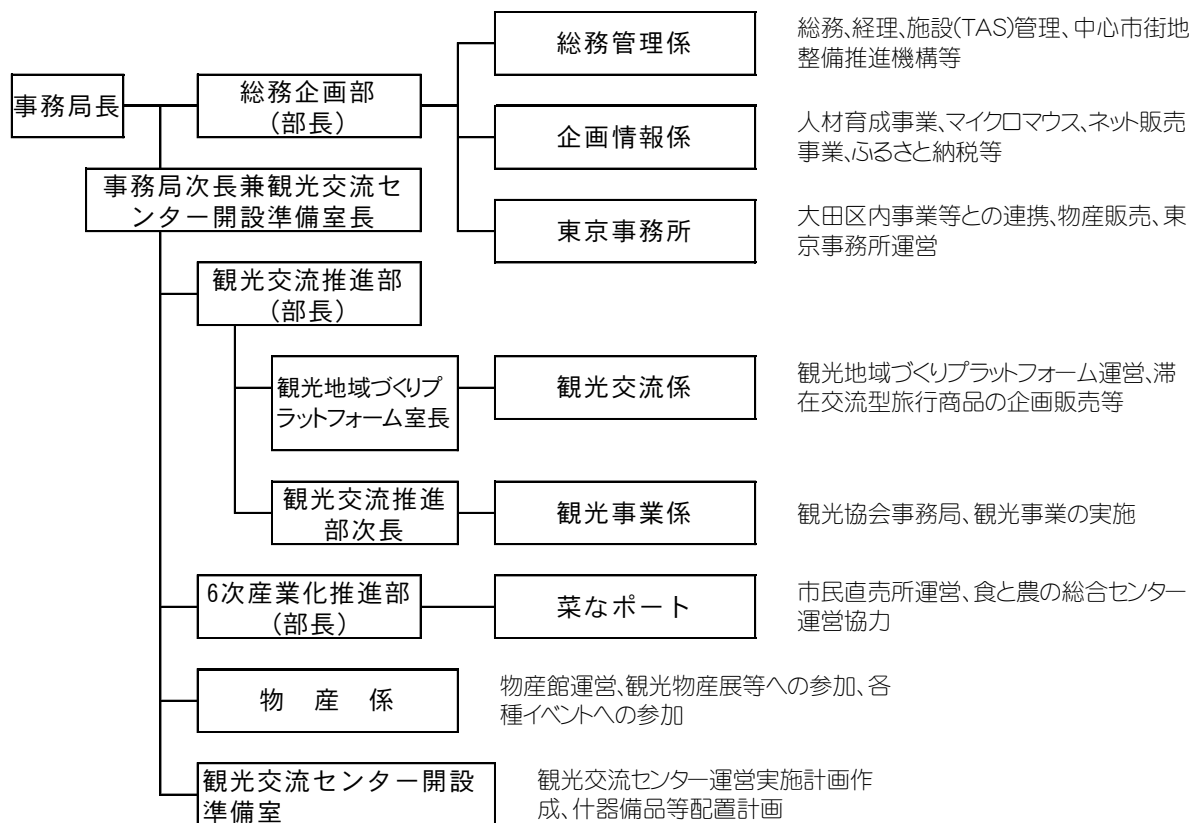 総務管理係
総務、経理、施設(TAS)管理、中心市街地
整備推進機構等
事務局長
総務企画部
(部長)
企画情報係
人材育成事業、マイクロマウス、ネット販売
事業、ふるさと納税等
事務局次長兼観光交流セ
ンター開設準備室長
東京事務所
大田区内事業等との連携、物産販売、東
京事務所運営
観光交流推進部
(部長)
観光地域づくりプ
ラットフォーム室長
観光交流係
観光地域づくりプラットフォーム運営、滞
在交流型旅行商品の企画販売等
観光交流推進
部次長
観光事業係
観光協会事務局、観光事業の実施
6次産業化推進部
(部長)
菜なポート
市民直売所運営、食と農の総合センター
運営協力
物 産 係
物産館運営、観光物産展等への参加、各
種イベントへの参加
観光交流センター開設
準備室
観光交流センター運営実施計画作
成、什器備品等配置計画